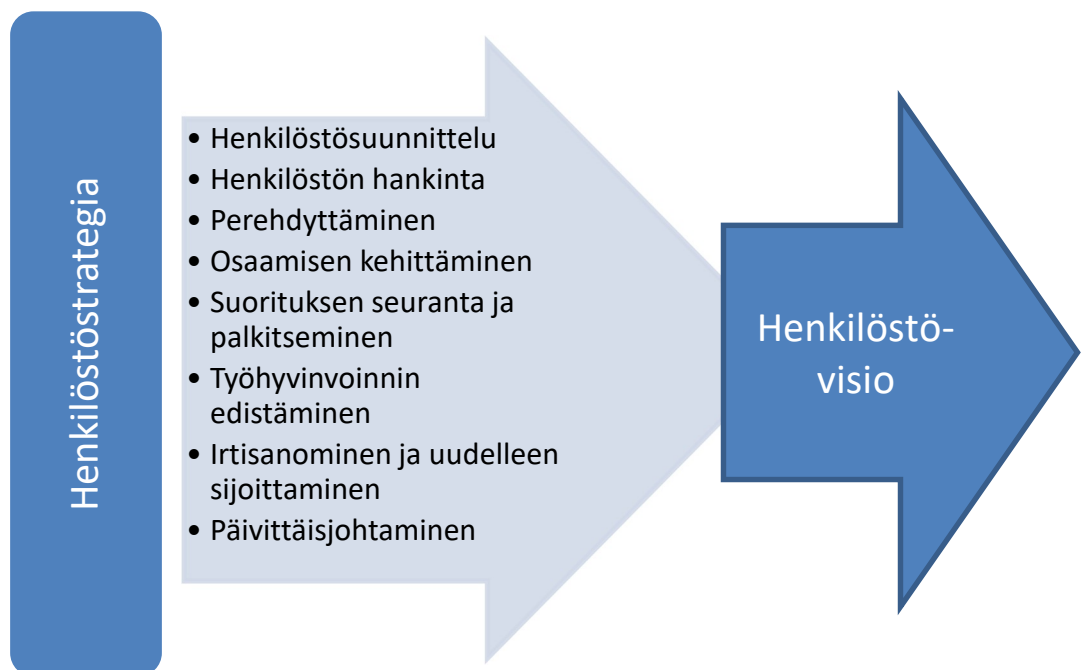 Henkilöstöstrategia
• Henkilöstösuunnittelu
• Henkilöstön hankinta
• Perehdyttäminen
• Osaamisen kehittäminen
• Suorituksen seuranta ja
palkitseminen
• Työhyvinvoinnin
edistäminen
• Irtisanominen ja uudelleen
sijoittaminen
• Päivittäisjohtaminen
Henkilöstö-
visio